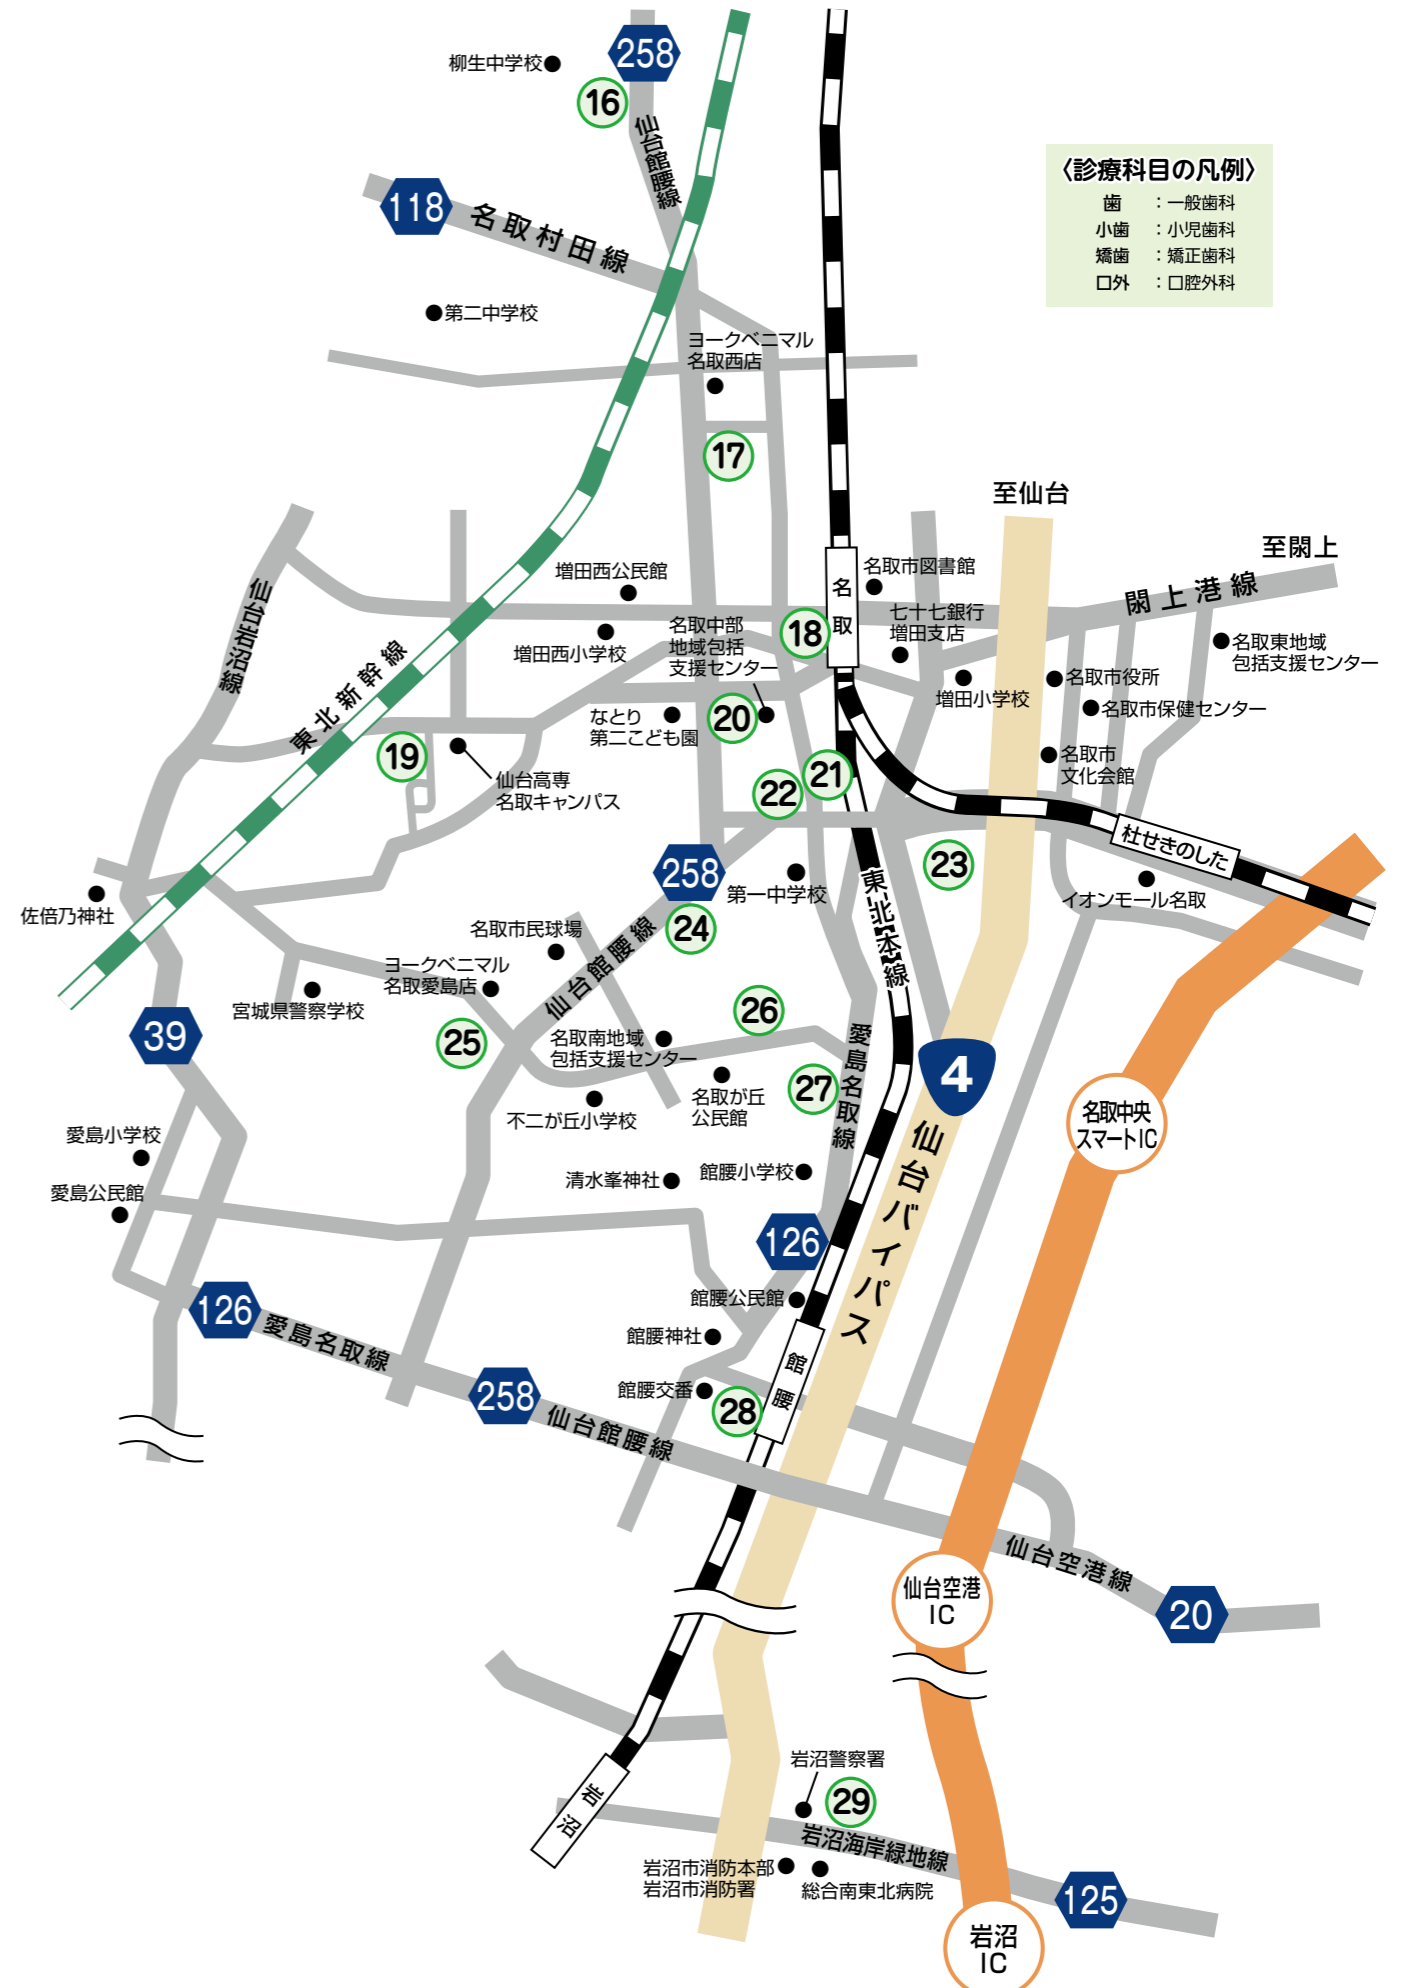 柳生中学校
258
16
仙台館腰線
118
名取村田線
〈診療科目の凡例〉
歯 ：一般歯科
小歯 ：小児歯科
矯歯 ：矯正歯科
口外 ：口腔外科
第二中学校
ヨークベニマル
名取西店
17
至仙台
至閖上
閖上港線
仙台岩沼線
東北新幹線
増田西公民館
増田西小学校
名取中部
地域包括
支援センター
18
名取
名取市図書館
七十七銀行
増田支店
増田小学校
名取市役所
名取市保健センター
名取東地域
包括支援センター
名取市
文化会館
なとり
第二こども園
20
19
仙台高専
名取キャンパス
21
22
杜せきのした
イオンモール名取
23
258
第一中学校
東北本線
佐倍乃神社
名取市民球場
24
仙台館腰線
ヨークベニマル
名取愛島店
宮城県警察学校
25
39
26
名取南地域
包括支援センター
名取が丘
公民館
27
愛島名取線
4
仙台バイパス
名取中央
スマートIC
不二が丘小学校
愛島小学校
愛島公民館
清水峯神社
館腰小学校
126
館腰公民館
館腰神社
館腰
館腰交番
28
126
愛島名取線
258
仙台館腰線
仙台空港線
20
仙台空港
IC
岩沼
岩沼警察署
29
岩沼海岸緑地線
岩沼市消防本部
岩沼市消防署
総合南東北病院
125
岩沼
IC